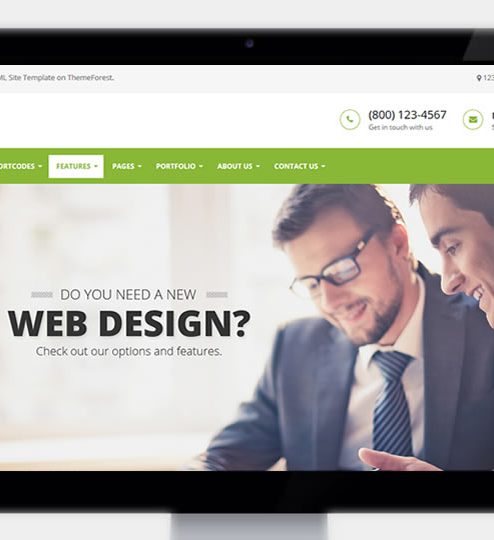 ML Site Template on ThemeForest.
123
(800) 123-4567
Get in touch with us
ORTCODES
FEATURES
PAGES
PORTFOLIO
ABOUT US
CONTACT US
DO YOU NEED A NEW
WEB DESIGN?
Check out our options and features.